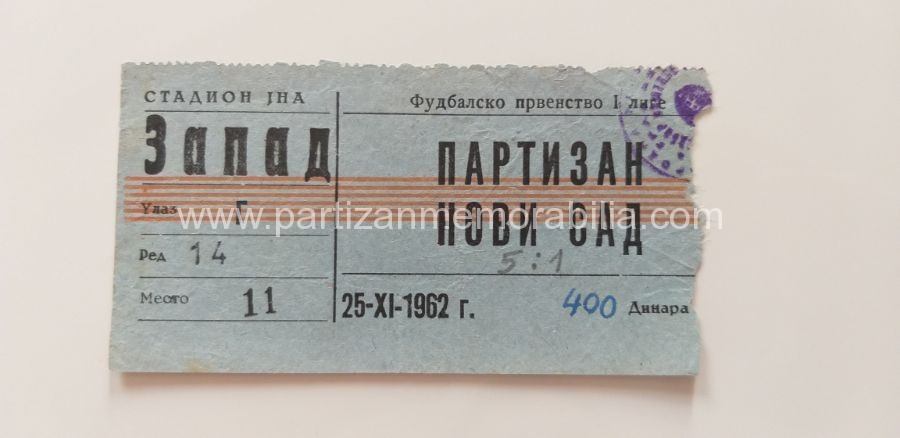 СТАДИОН ЈНА
Запад
Улаз Г
Ред 14
Место 11
Фудбалско првенство I лиге
ПАРТИЗАН
НОВИ САД
5:1
25-XI-1962 г.
400 Динара
www.partizanmemorabilia.com